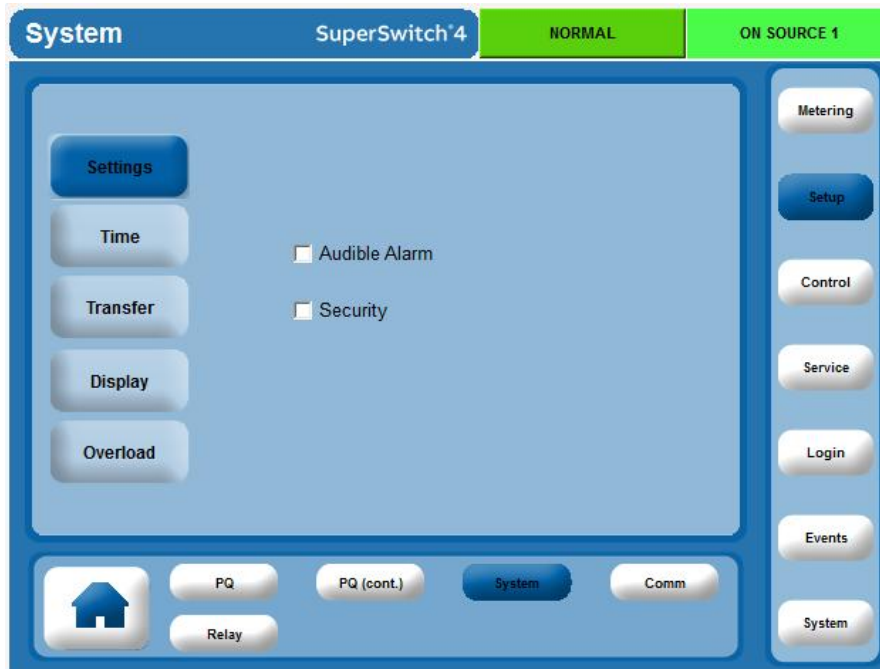 System
SuperSwitch®4
NORMAL
ON SOURCE 1
Settings
Time
Transfer
Display
Overload
Audible Alarm
Security
Metering
Setup
Control
Service
Login
Events
System
PQ
PQ (cont.)
System
Comm
Relay